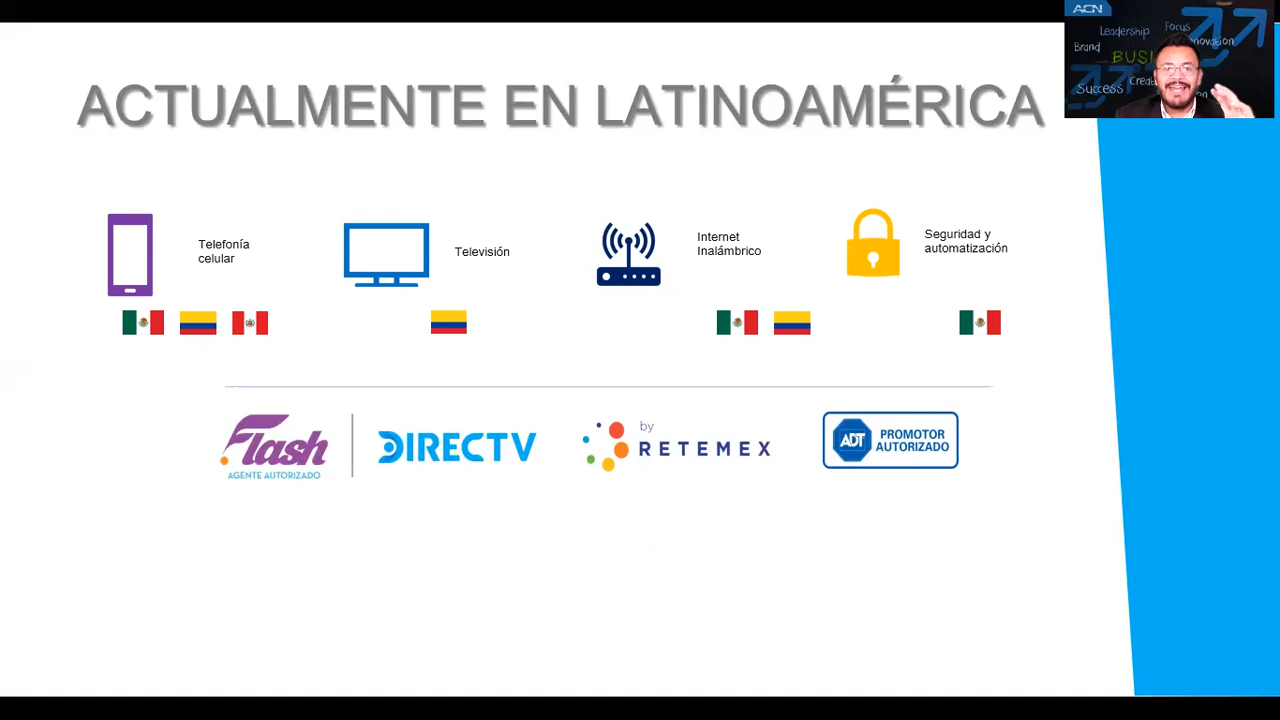 ACTUALMENTE EN LATINOAMÉRICA
ACN
Leadership
Focus
Brand
Success
Telefonía
celular
Televisión
Internet
Inalámbrico
Seguridad y
automatización
Flash
AGENTE AUTORIZADO
DIRECTV
by
RETEMEX
ADT
PROMOTOR
AUTORIZADO